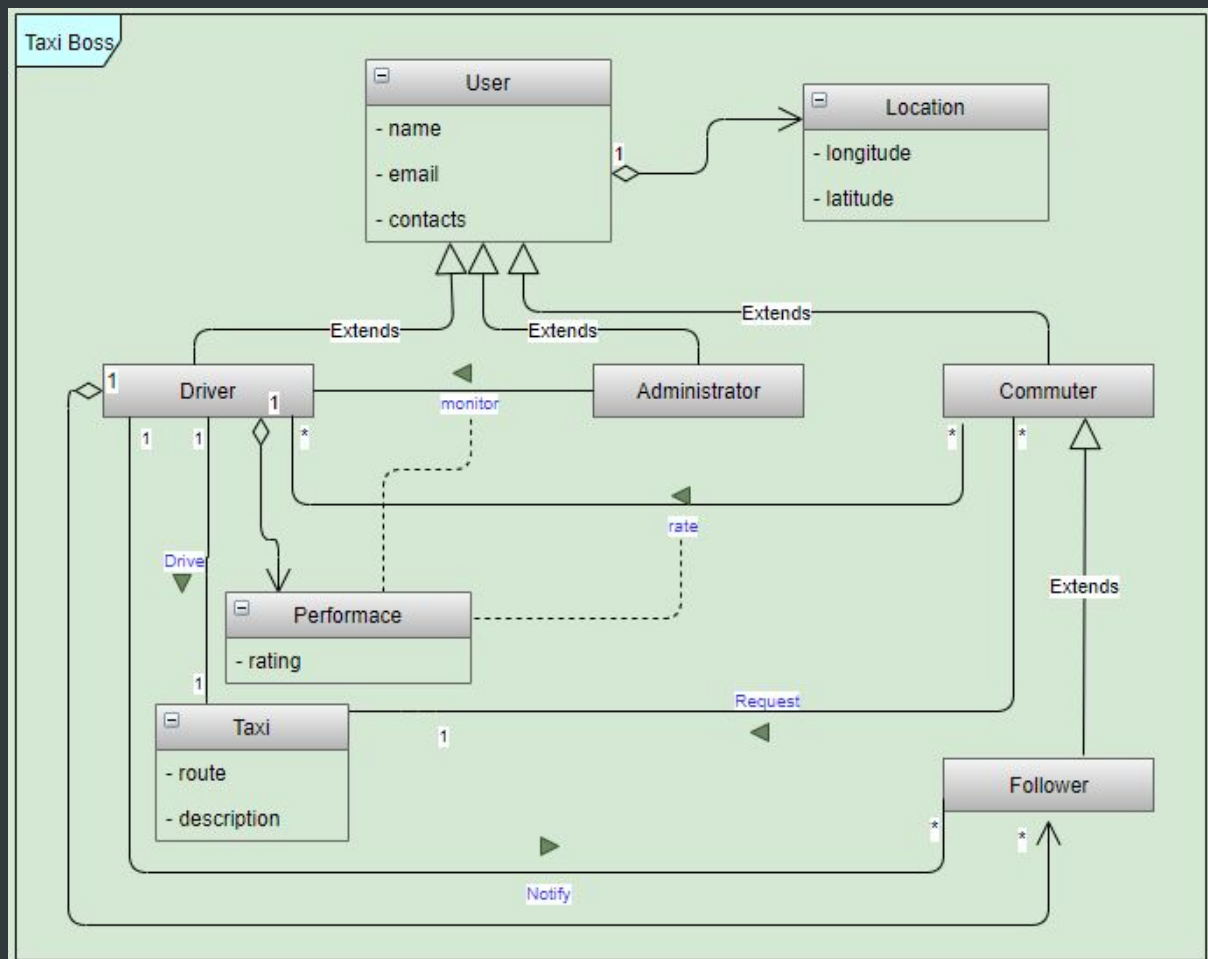 Taxi Boss
User
- name
- email
- contacts
1
Location
- longitude
- latitude
Extends
Extends
Extends
1
Driver
1
monitor
Administrator
Commuter
1
1
*
*
*
rate
Drive
Extends
Performace
- rating
1
Request
1
Taxi
- route
- description
Follower
*
*
Notify